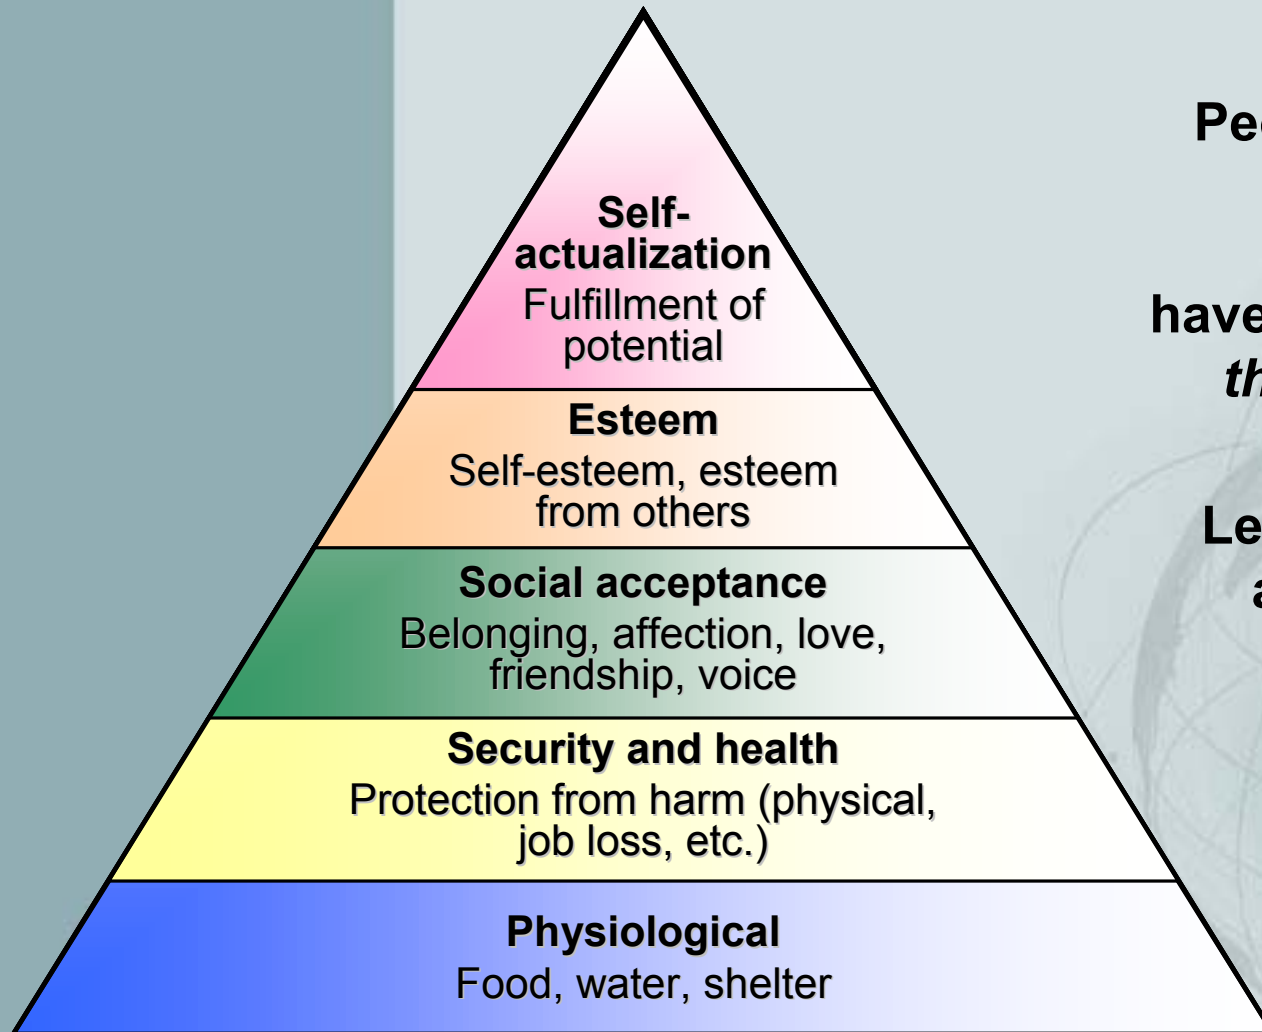 Self-
actualization
Fulfillment of
potential
Esteem
Self-esteem, esteem
from others
Social acceptance
Belonging, affection, love,
friendship, voice
Security and health
Protection from harm (physical,
job loss, etc.)
Physiological
Food, water, shelter
have